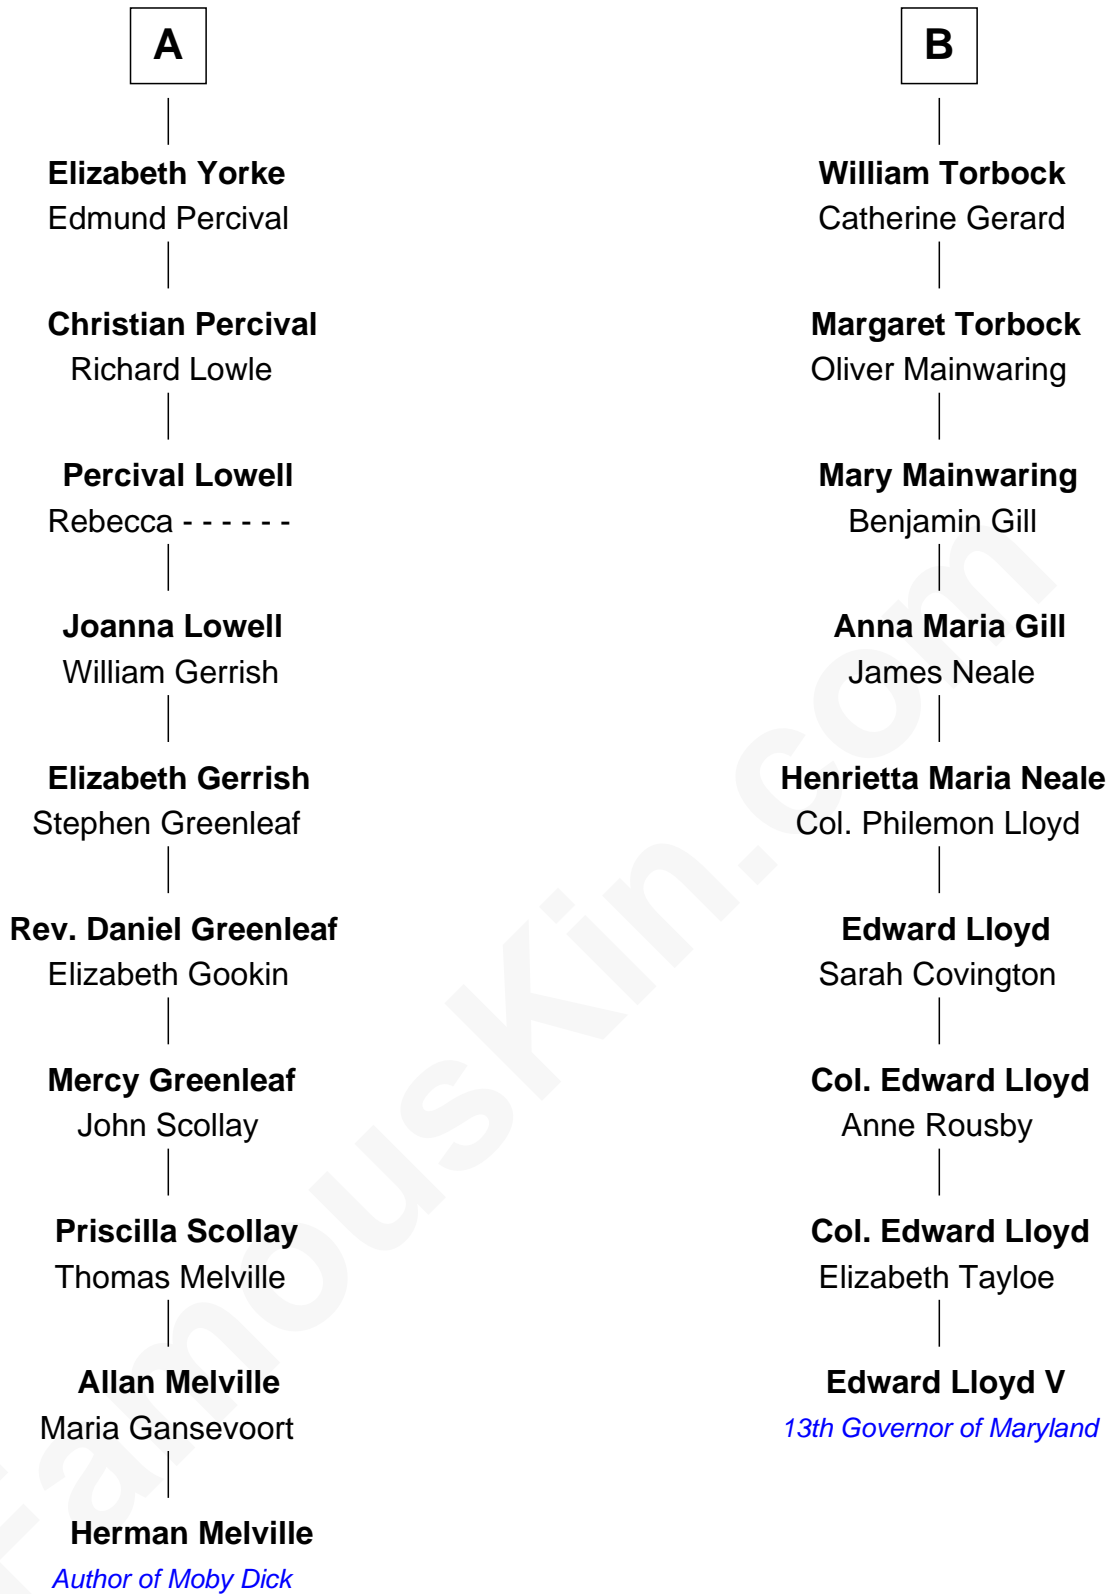 A
Elizabeth Yorke
Edmund Percival
Christian Percival
Richard Lowle
Percival Lowell
Rebecca - - - - - -
Joanna Lowell
William Gerrish
Elizabeth Gerrish
Stephen Greenleaf
Rev. Daniel Greenleaf
Elizabeth Gookin
Mercy Greenleaf
John Scollay
Priscilla Scollay
Thomas Melville
Allan Melville
Maria Gansevoort
Herman Melville
Author of Moby Dick
B
William Torbock
Catherine Gerard
Margaret Torbock
Oliver Mainwaring
Mary Mainwaring
Benjamin Gill
Anna Maria Gill
James Neale
Henrietta Maria Neale
Col. Philemon Lloyd
Edward Lloyd
Sarah Covington
Col. Edward Lloyd
Anne Rousby
Col. Edward Lloyd
Elizabeth Tayloe
Edward Lloyd V
13th Governor of Maryland
FamousKin.com